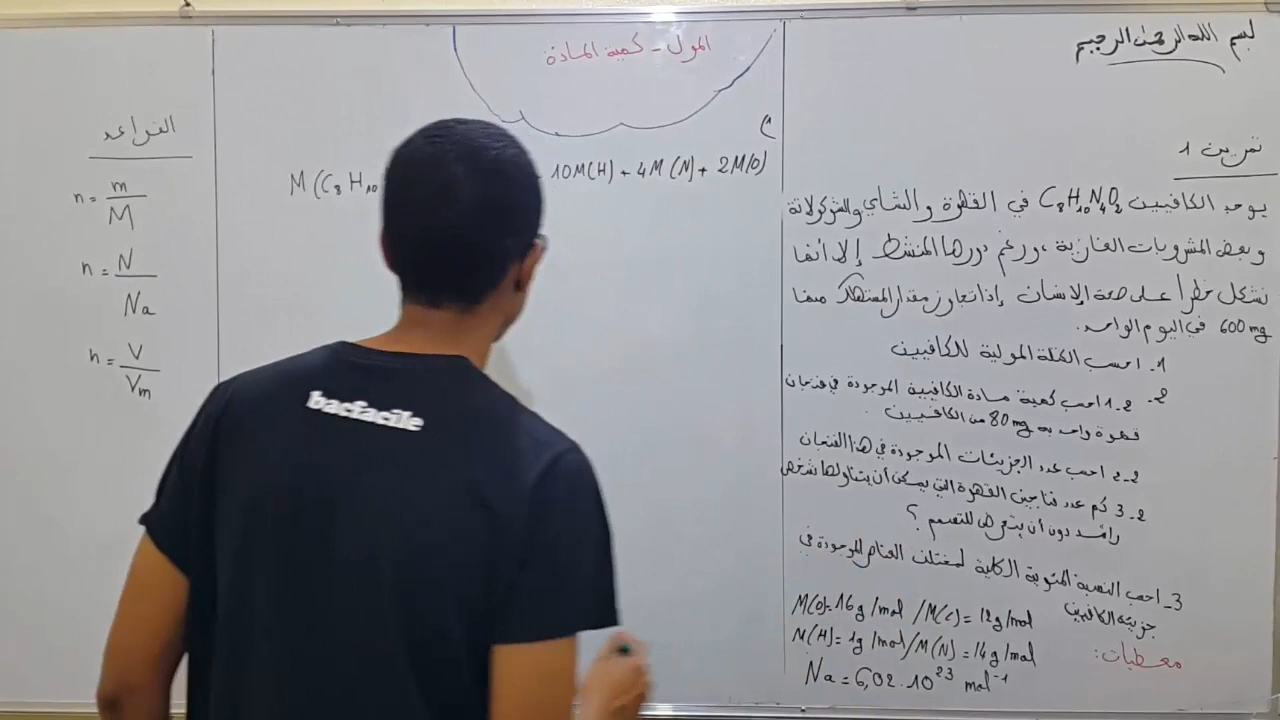 بسم الله الرحمن الرحيم
المول - كمية المادة
تمرين 1
يوجد الكافيين C8H10N4O2 في القهوة والشاي والشوكولاتة
وبعض المشروبات الغازية، ورغم دورها المنشط إلا أنها
تشكل خطرا على صحة الإنسان إذا تجاوز مقدار المستهلك منها
600 mg في اليوم الواحد.
1. احسب الكتلة المولية للكافيين
2- 2-1 احسب كمية مادة الكافيين الموجودة في فنجان
قهوة واحد به 80 mg من الكافيين.
2-2 احسب عدد الجزيئات الموجودة في هذا الفنجان
2-3 كم عدد فناجين القهوة التي يمكن أن يتناولها شخص
راشد دون أن يتعرض للتسمم ؟
3- احسب النسبة المئوية الكتلية لمختلف العناصر الموجودة في
جزيئة الكافيين
معطيات:
M(O)=16g/mol / M(C)=12g/mol
M(H)=1g/mol / M(N)=14g/mol
Na=6,02.10^23 mol^-1
1)
M(C8H10
10M(H)+4M(N)+2M(O)
القواعد
n=m/M
n=N/Na
n=V/Vm
bacfacile